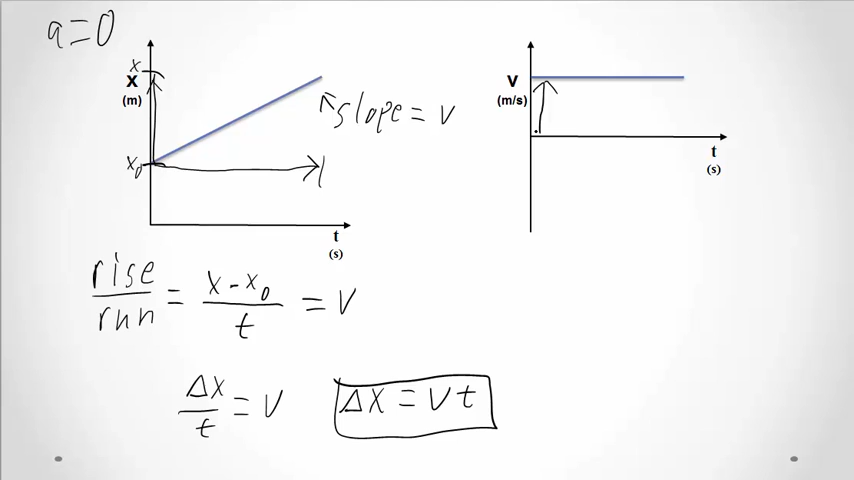 a=0
x
X
(m)
x₀
t
(s)
slope = v
V
(m/s)
t
(s)
rise/run = (x - x₀)/t = v
Δx/t = v
Δx = vt